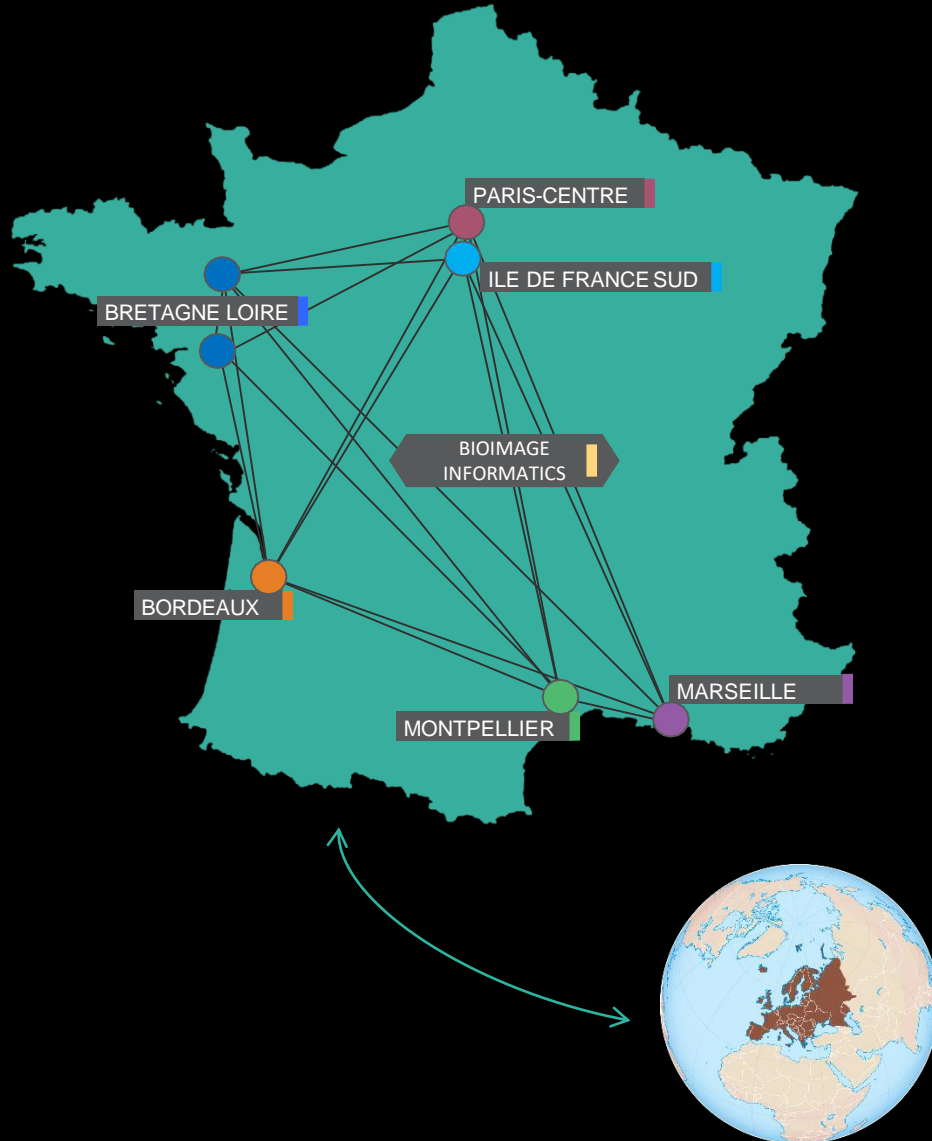 PARIS-CENTRE
ILE DE FRANCE SUD
BRETAGNE LOIRE
BIOIMAGE
INFORMATICS
BORDEAUX
MARSEILLE
MONTPELLIER